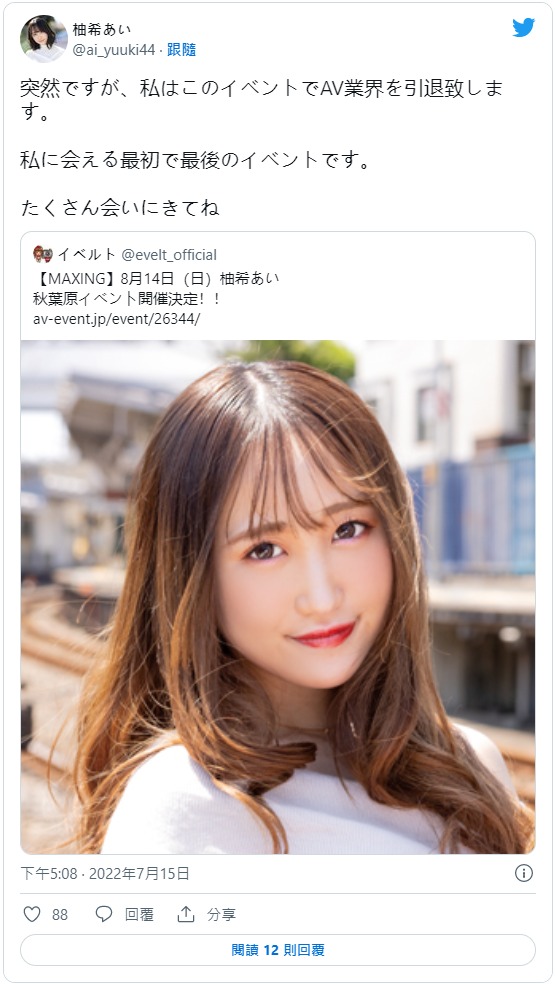 柚希あい
@ai_yuuki44 · 跟隨
突然ですが、私はこのイベントでAV業界を引退致しま
す。
私に会える最初で最後のイベントです。
たくさん会いにきてね
イベルト @evelt_official
【MAXING】8月14日（日）柚希あい
秋葉原イベント開催決定！！
av-event.jp/event/26344/
下午5:08 · 2022年7月15日
88 回覆 分享
閱讀 12 則回覆